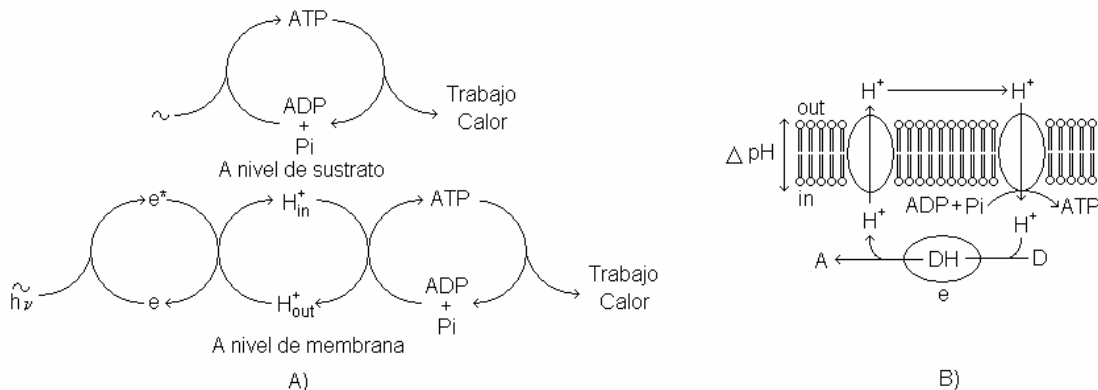 ATP
~
ADP
+
Pi
Trabajo
Calor
A nivel de sustrato
e*
H+in
ATP
~
hν
e
H+out
ADP
+
Pi
Trabajo
Calor
A nivel de membrana
A)
H+
H+
out
Δ pH
in
ADP+Pi
ATP
H+
H+
A
DH
D
e
B)